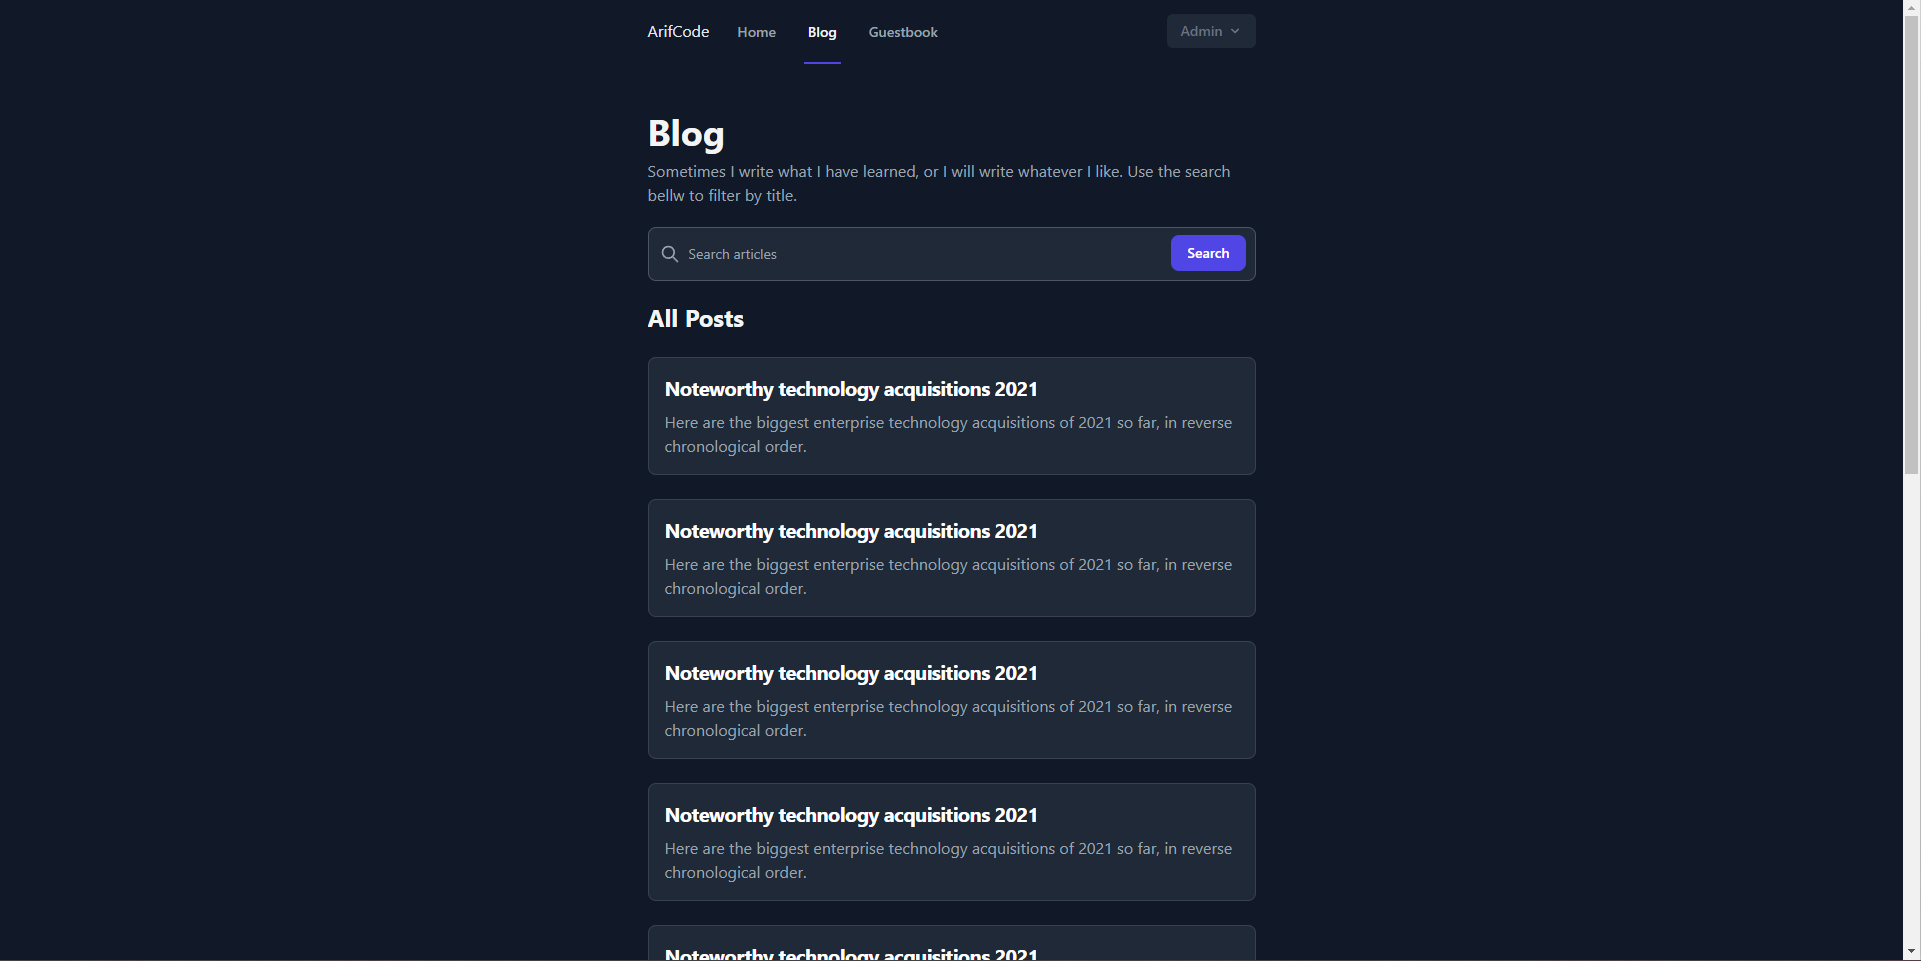 ArifCode Home Blog Guestbook Admin
Blog
Sometimes I write what I have learned, or I will write whatever I like. Use the search
bellw to filter by title.
Search articles Search
All Posts
Noteworthy technology acquisitions 2021
Here are the biggest enterprise technology acquisitions of 2021 so far, in reverse
chronological order.
Noteworthy technology acquisitions 2021
Here are the biggest enterprise technology acquisitions of 2021 so far, in reverse
chronological order.
Noteworthy technology acquisitions 2021
Here are the biggest enterprise technology acquisitions of 2021 so far, in reverse
chronological order.
Noteworthy technology acquisitions 2021
Here are the biggest enterprise technology acquisitions of 2021 so far, in reverse
chronological order.
Noteworthy technology acquisitions 2021